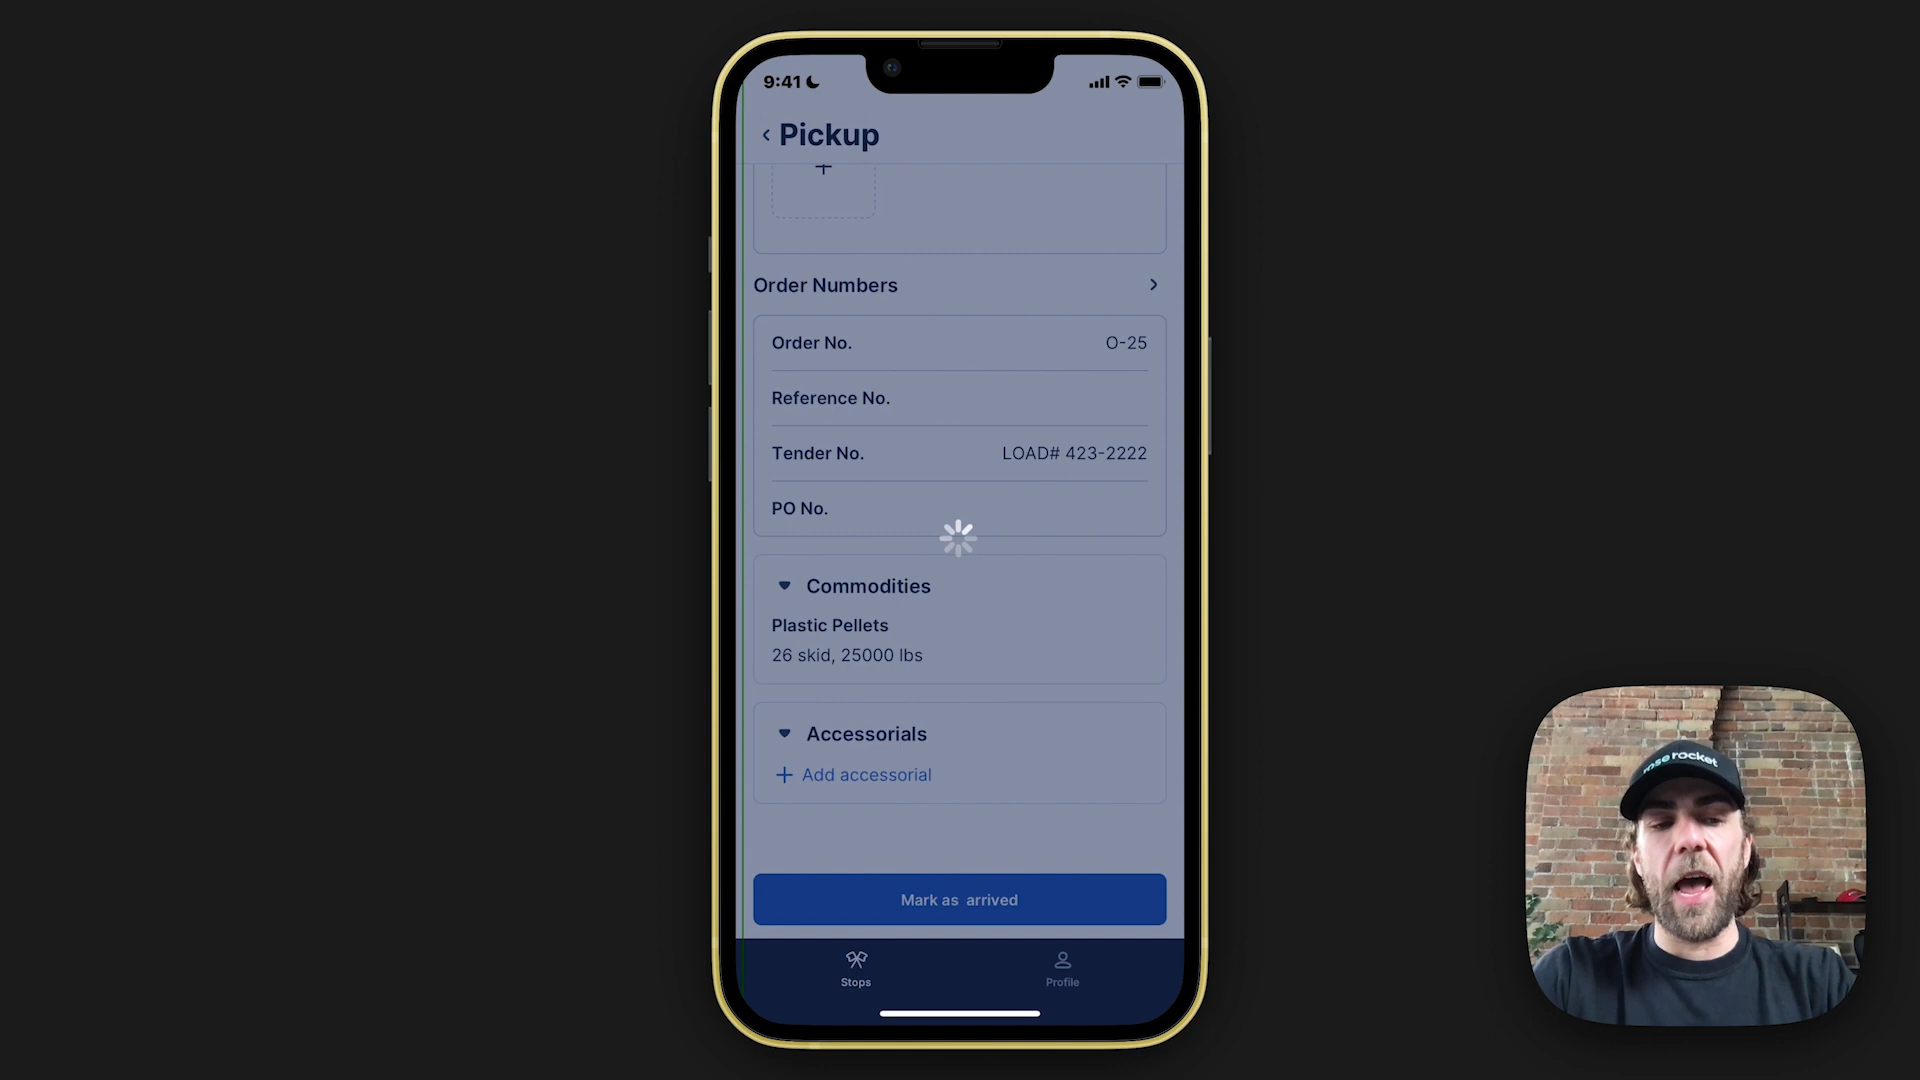 9:41
Pickup
Order Numbers
Order No. O-25
Reference No.
Tender No. LOAD# 423-2222
PO No.
Commodities
Plastic Pellets
26 skid, 25000 lbs
Accessorials
Add accessorial
Mark as arrived
Stops Profile
rose rocket